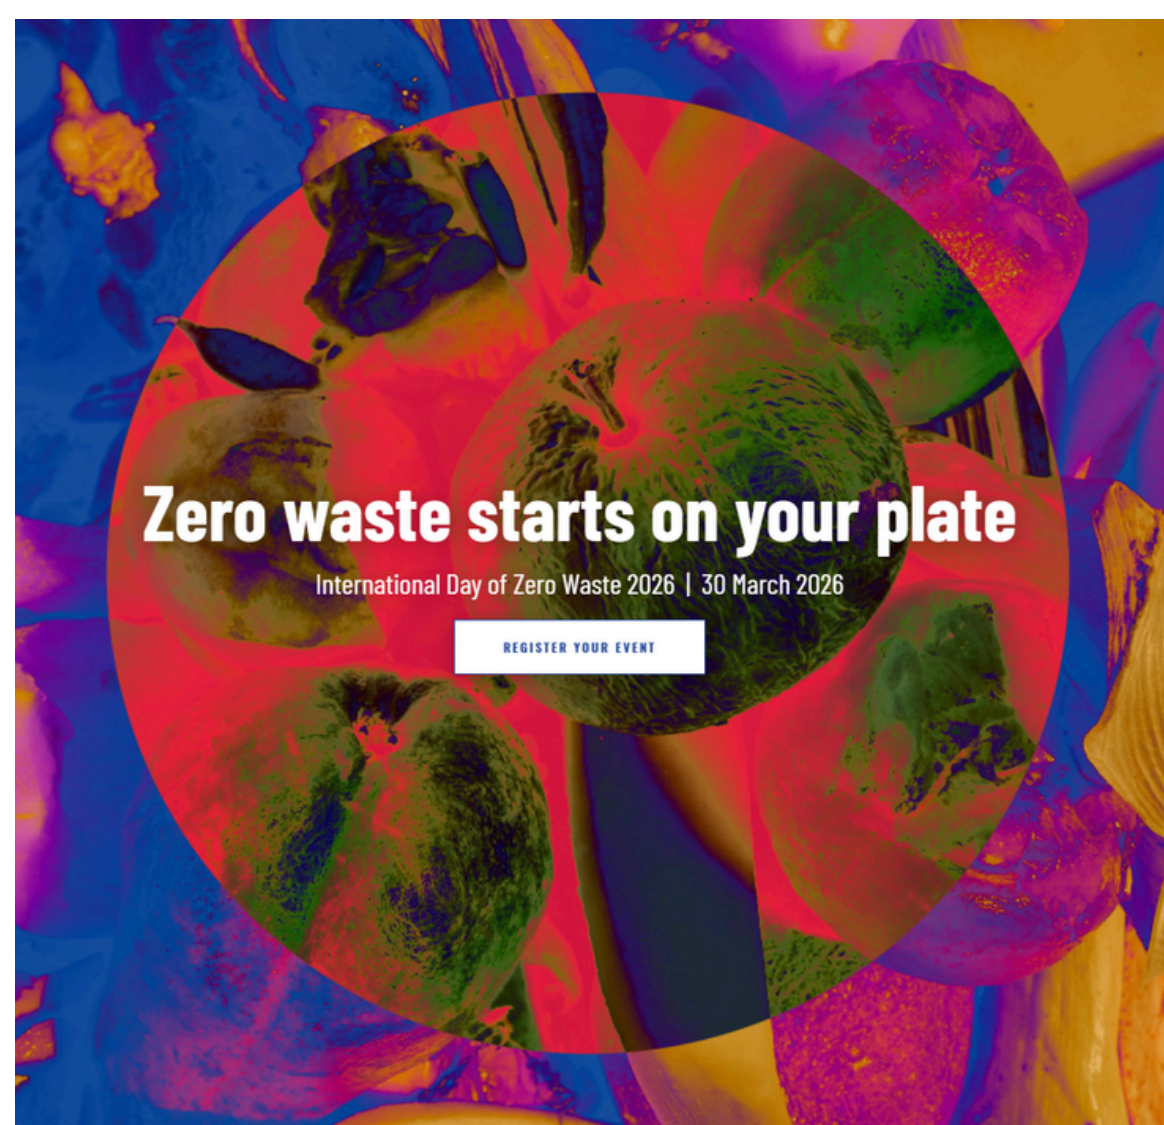 Zero waste starts on your plate
International Day of Zero Waste 2026 | 30 March 2026
REGISTER YOUR EVENT